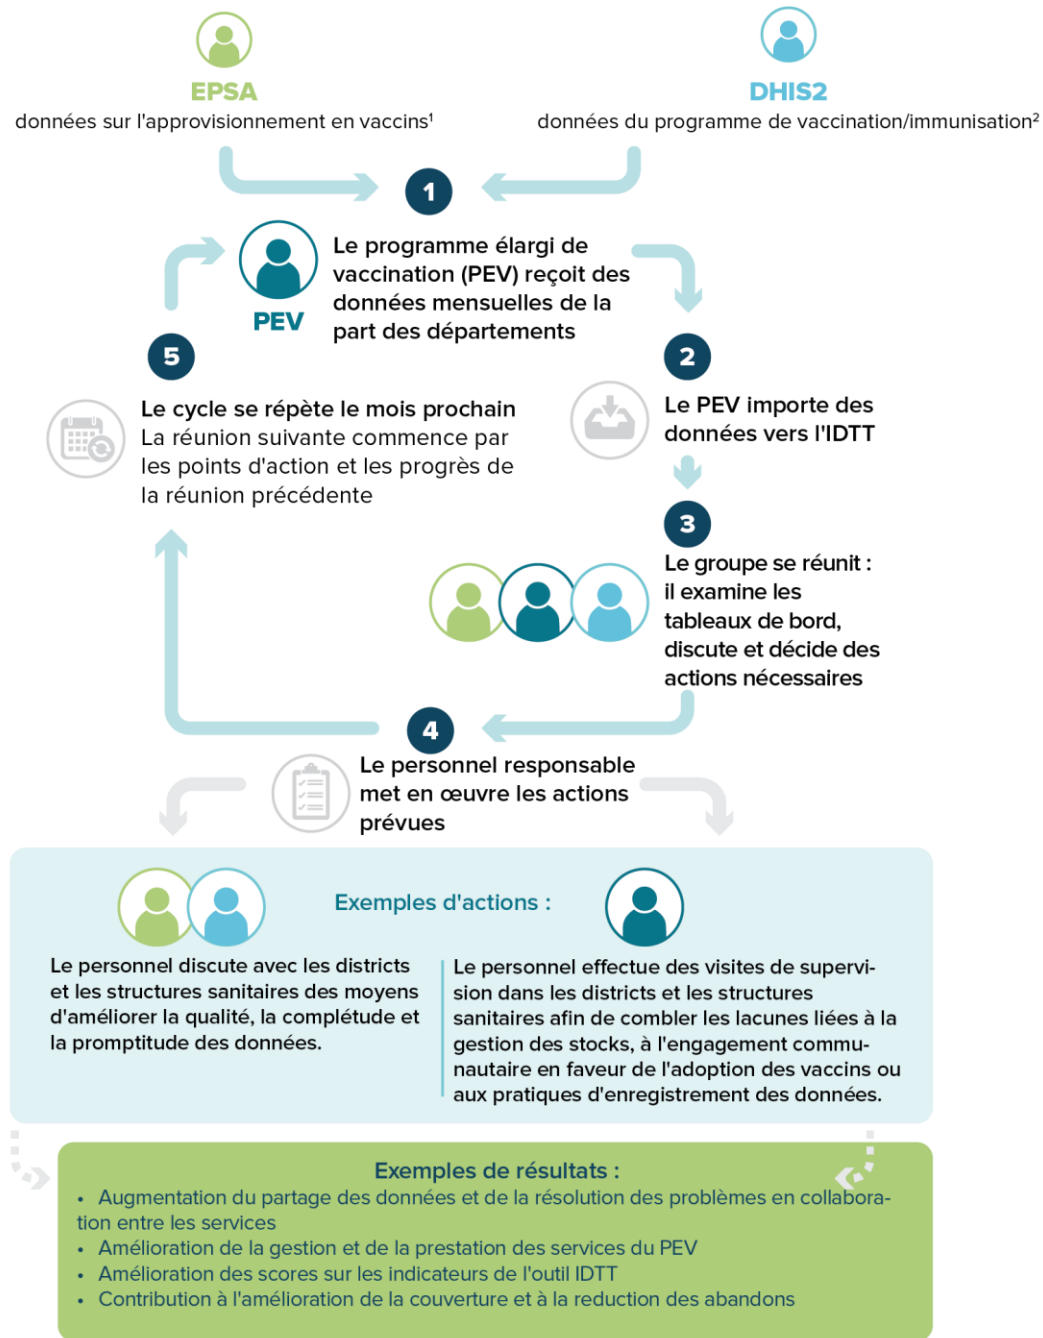 EPSA
données sur l'approvisionnement en vaccins¹
DHIS2
données du programme de vaccination/immunisation²
1
PEV
Le programme élargi de
vaccination (PEV) reçoit des
données mensuelles de la
part des départements
2
Le PEV importe des
données vers l'IDTT
3
Le groupe se réunit :
il examine les
tableaux de bord,
discute et décide des
actions nécessaires
4
Le personnel responsable
met en œuvre les actions
prévues
5
Le cycle se répète le mois prochain
La réunion suivante commence par
les points d'action et les progrès de
la réunion précédente
Exemples d'actions :
Le personnel discute avec les districts
et les structures sanitaires des moyens
d'améliorer la qualité, la complétude et
la promptitude des données.
Le personnel effectue des visites de supervi-
sion dans les districts et les structures
sanitaires afin de combler les lacunes liées à la
gestion des stocks, à l'engagement commu-
nautaire en faveur de l'adoption des vaccins ou
aux pratiques d'enregistrement des données.
Exemples de résultats :
• Augmentation du partage des données et de la résolution des problèmes en collabora-
tion entre les services
• Amélioration de la gestion et de la prestation des services du PEV
• Amélioration des scores sur les indicateurs de l'outil IDTT
• Contribution à l'amélioration de la couverture et à la reduction des abandons